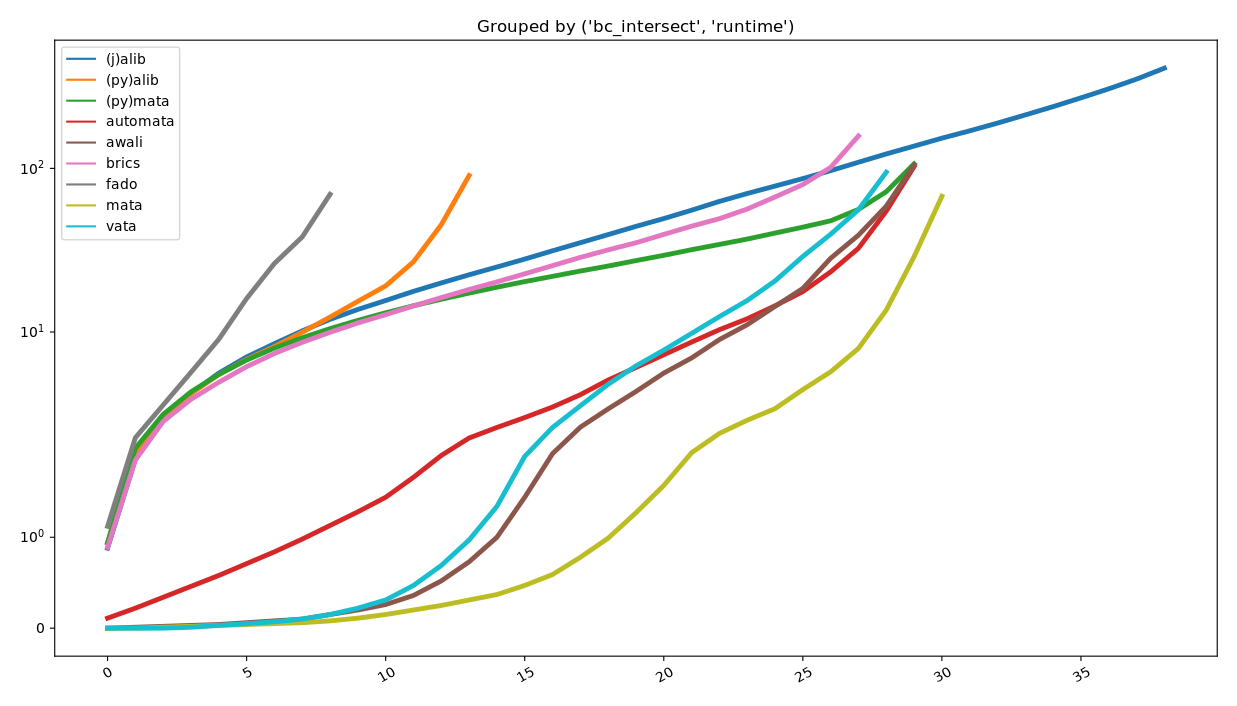 Grouped by ('bc_intersect', 'runtime')
(j)alib
(py)alib
(py)mata
automata
awali
brics
fado
mata
vata
10²
10¹
10⁰
0
0
5
10
15
20
25
30
35